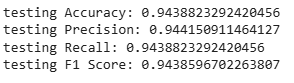 testing Accuracy: 0.9438823292420456
testing Precision: 0.944150911464127
testing Recall: 0.9438823292420456
testing F1 Score: 0.9438596702263807